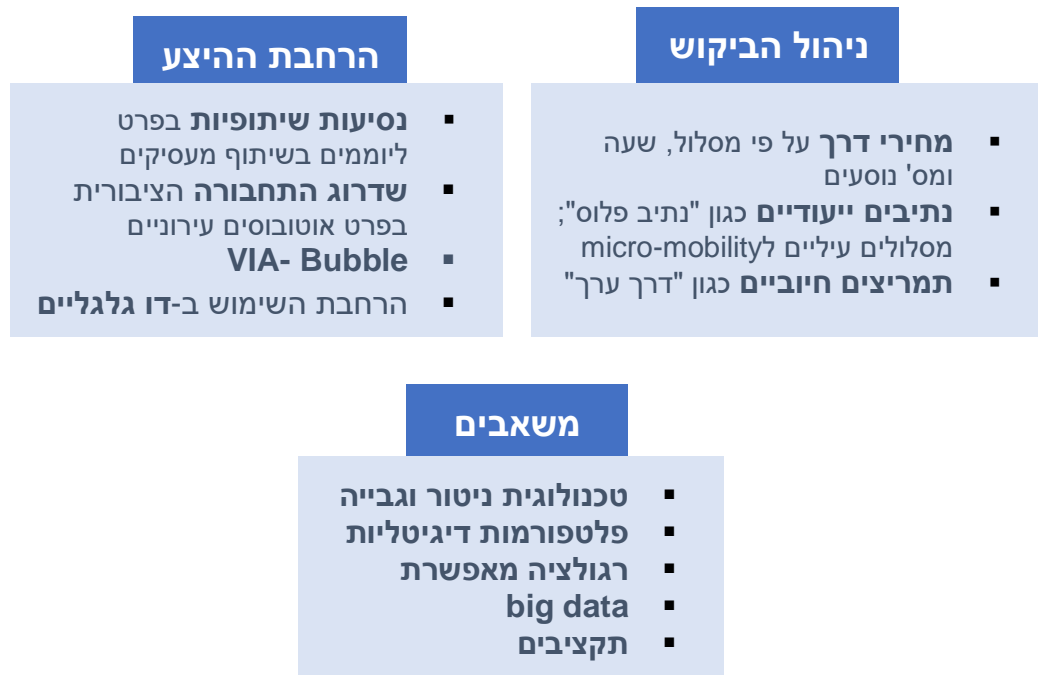 ניהול הביקוש
▪ מחירי דרך על פי מסלול, שעה
ומס' נוסעים
▪ נתיבים ייעודיים כגון "נתיב פלוס";
מסלולים עיליים לmicro-mobility
▪ תמריצים חיוביים כגון "דרך ערך"
הרחבת ההיצע
▪ נסיעות שיתופיות בפרט
ליוממים בשיתוף מעסיקים
▪ שדרוג התחבורה הציבורית
בפרט אוטובוסים עירוניים
▪ VIA- Bubble
▪ הרחבת השימוש ב-דו גלגליים
משאבים
▪ טכנולוגית ניטור וגבייה
▪ פלטפורמות דיגיטליות
▪ רגולציה מאפשרת
▪ big data
▪ תקציבים